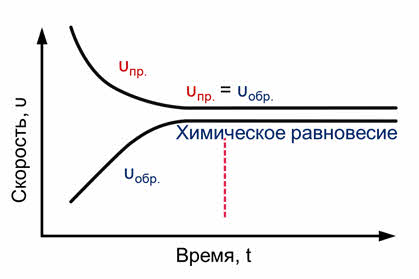 υпр.
υпр. = υобр.
Химическое равновесие
υобр.
Скорость, υ
Время, t